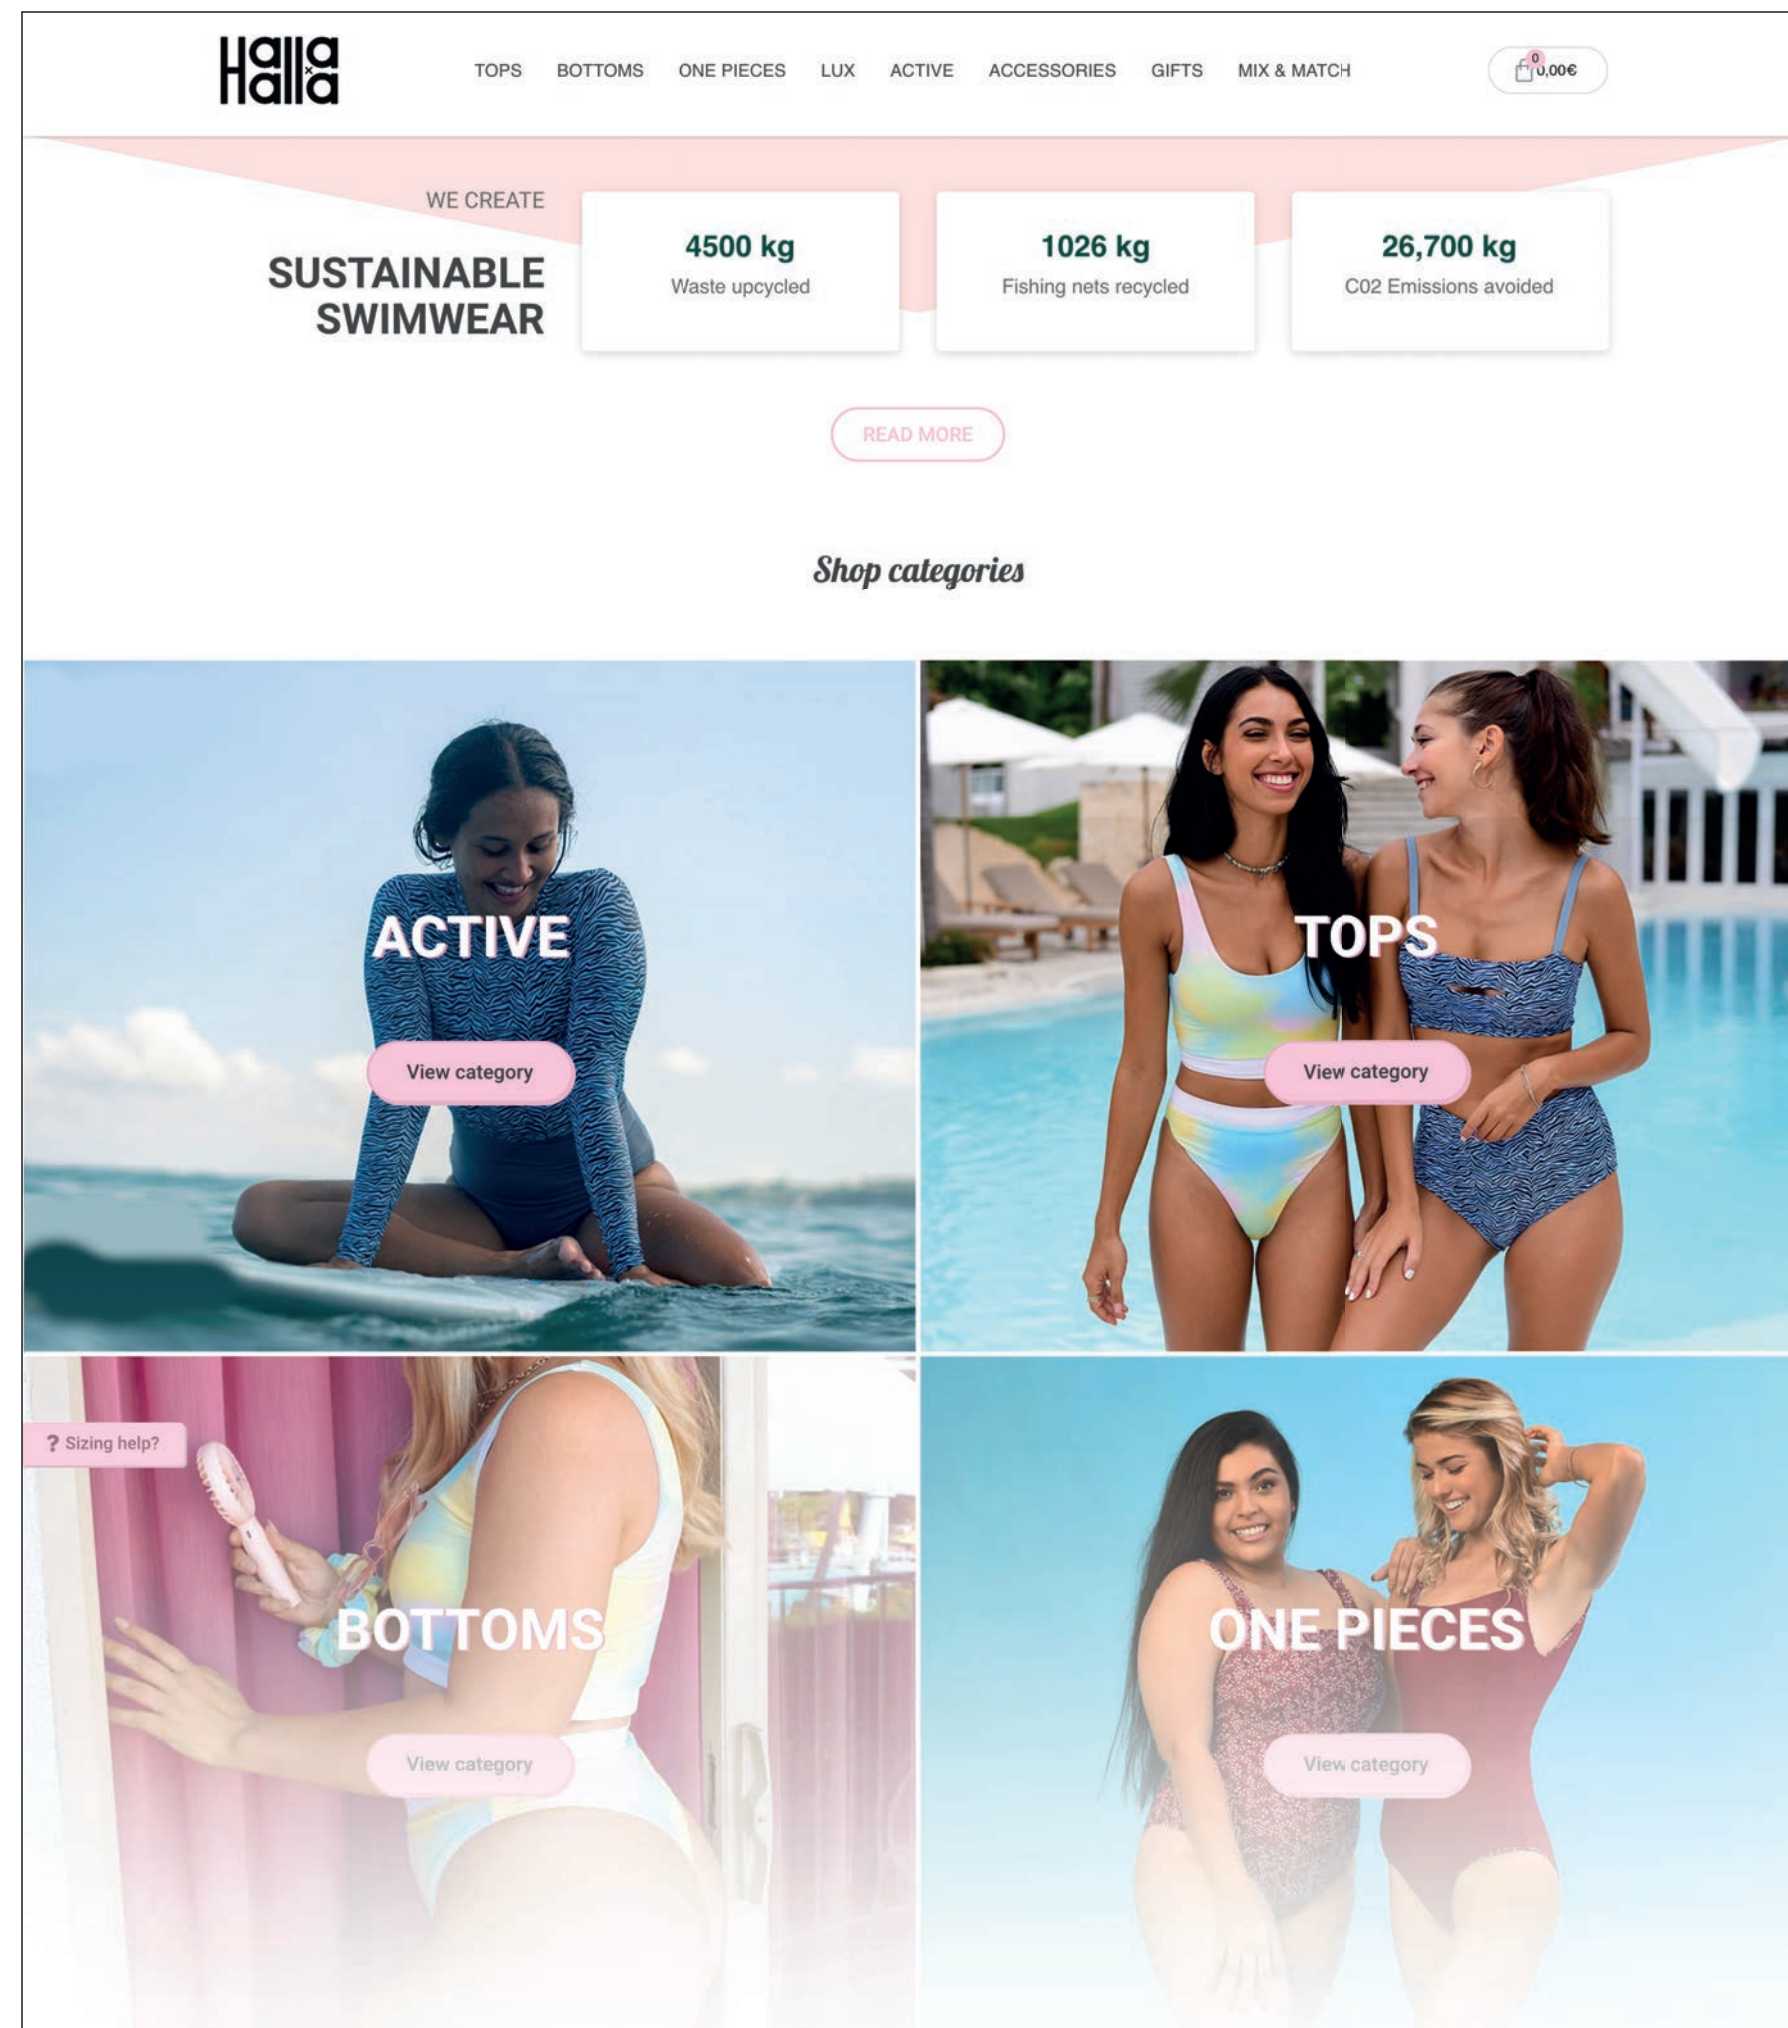 Halla
x
Halla
TOPS BOTTOMS ONE PIECES LUX ACTIVE ACCESSORIES GIFTS MIX & MATCH
0
0,00€
WE CREATE
SUSTAINABLE
SWIMWEAR
4500 kg
Waste upcycled
1026 kg
Fishing nets recycled
26,700 kg
C02 Emissions avoided
READ MORE
Shop categories
ACTIVE
View category
TOPS
View category
? Sizing help?
BOTTOMS
View category
ONE PIECES
View category